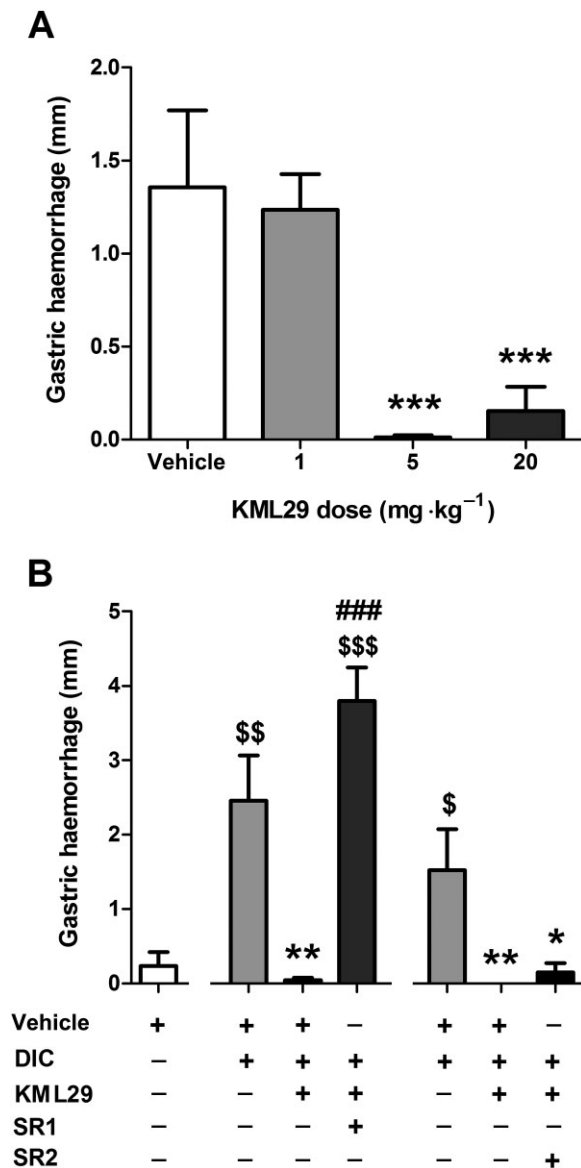 A
Gastric haemorrhage (mm)
2.0
1.5
1.0
0.5
0.0
*** ***
Vehicle 1 5 20
KML29 dose (mg·kg⁻¹)
B
Gastric haemorrhage (mm)
5
4
3
2
1
0
###
$$$
$$
$
** ** *
Vehicle + + + – + + –
DIC – + + + + + +
KML29 – – + + – + +
SR1 – – – + – – –
SR2 – – – – – – +